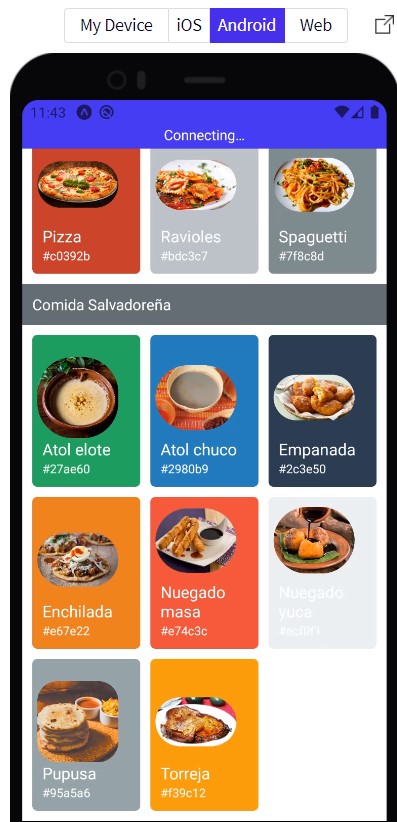 My Device iOS Android Web
11:43
Connecting…
Pizza Ravioles Spaguetti
#c0392b #bdc3c7 #7f8c8d
Comida Salvadoreña
Atol elote Atol chuco Empanada
#27ae60 #2980b9 #2c3e50
Enchilada
#e67e22
Nuegado
masa
#e74c3c
Nuegado
yuca
#ecf0f1
Pupusa Torreja
#95a5a6 #f39c12